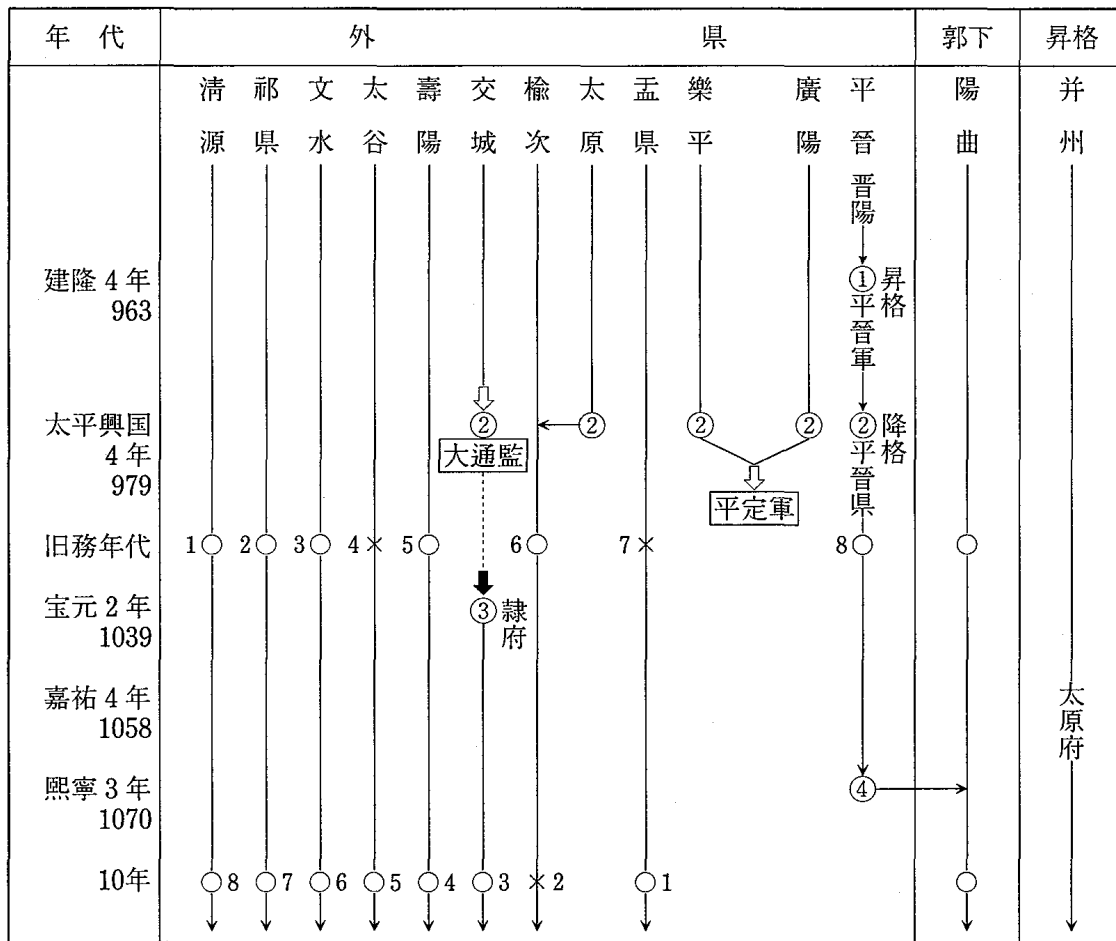 年代 外県 郭下 昇格
清源 祁県 文水 太谷 壽陽 交城 楡次 太原 盂県 樂平 廣陽 平晉 陽曲 并州
晋陽
建隆4年 ① 昇格
963
平晉軍
太平興国 ② ② ② ② ② 降格
4年 大通監
979 平定軍 平晉県
旧務年代 1○ 2○ 3○ 4× 5○ 6○ 7× 8○ ○
宝元2年 ③ 隷府
1039
嘉祐4年 太原府
1058
熙寧3年 ④
1070
10年 ○8 ○7 ○6 ○5 ○4 ○3 ×2 ○1 ○